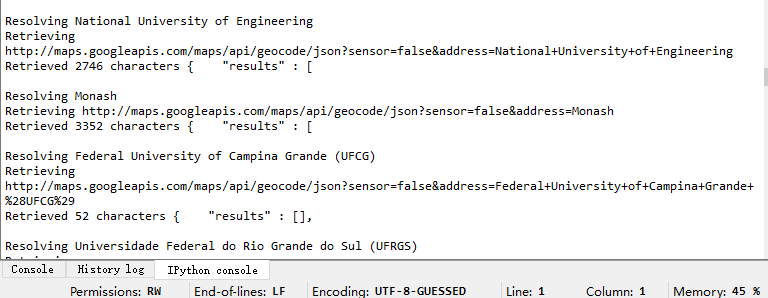 Resolving National University of Engineering
Retrieving
http://maps.googleapis.com/maps/api/geocode/json?sensor=false&address=National+University+of+Engineering
Retrieved 2746 characters {    "results" : [
Resolving Monash
Retrieving http://maps.googleapis.com/maps/api/geocode/json?sensor=false&address=Monash
Retrieved 3352 characters {    "results" : [
Resolving Federal University of Campina Grande (UFCG)
Retrieving
http://maps.googleapis.com/maps/api/geocode/json?sensor=false&address=Federal+University+of+Campina+Grande+
%28UFCG%29
Retrieved 52 characters {    "results" : [],
Resolving Universidade Federal do Rio Grande do Sul (UFRGS)
Console History log IPython console
Permissions: RW End-of-lines: LF Encoding: UTF-8-GUESSED Line: 1 Column: 1 Memory: 45 %